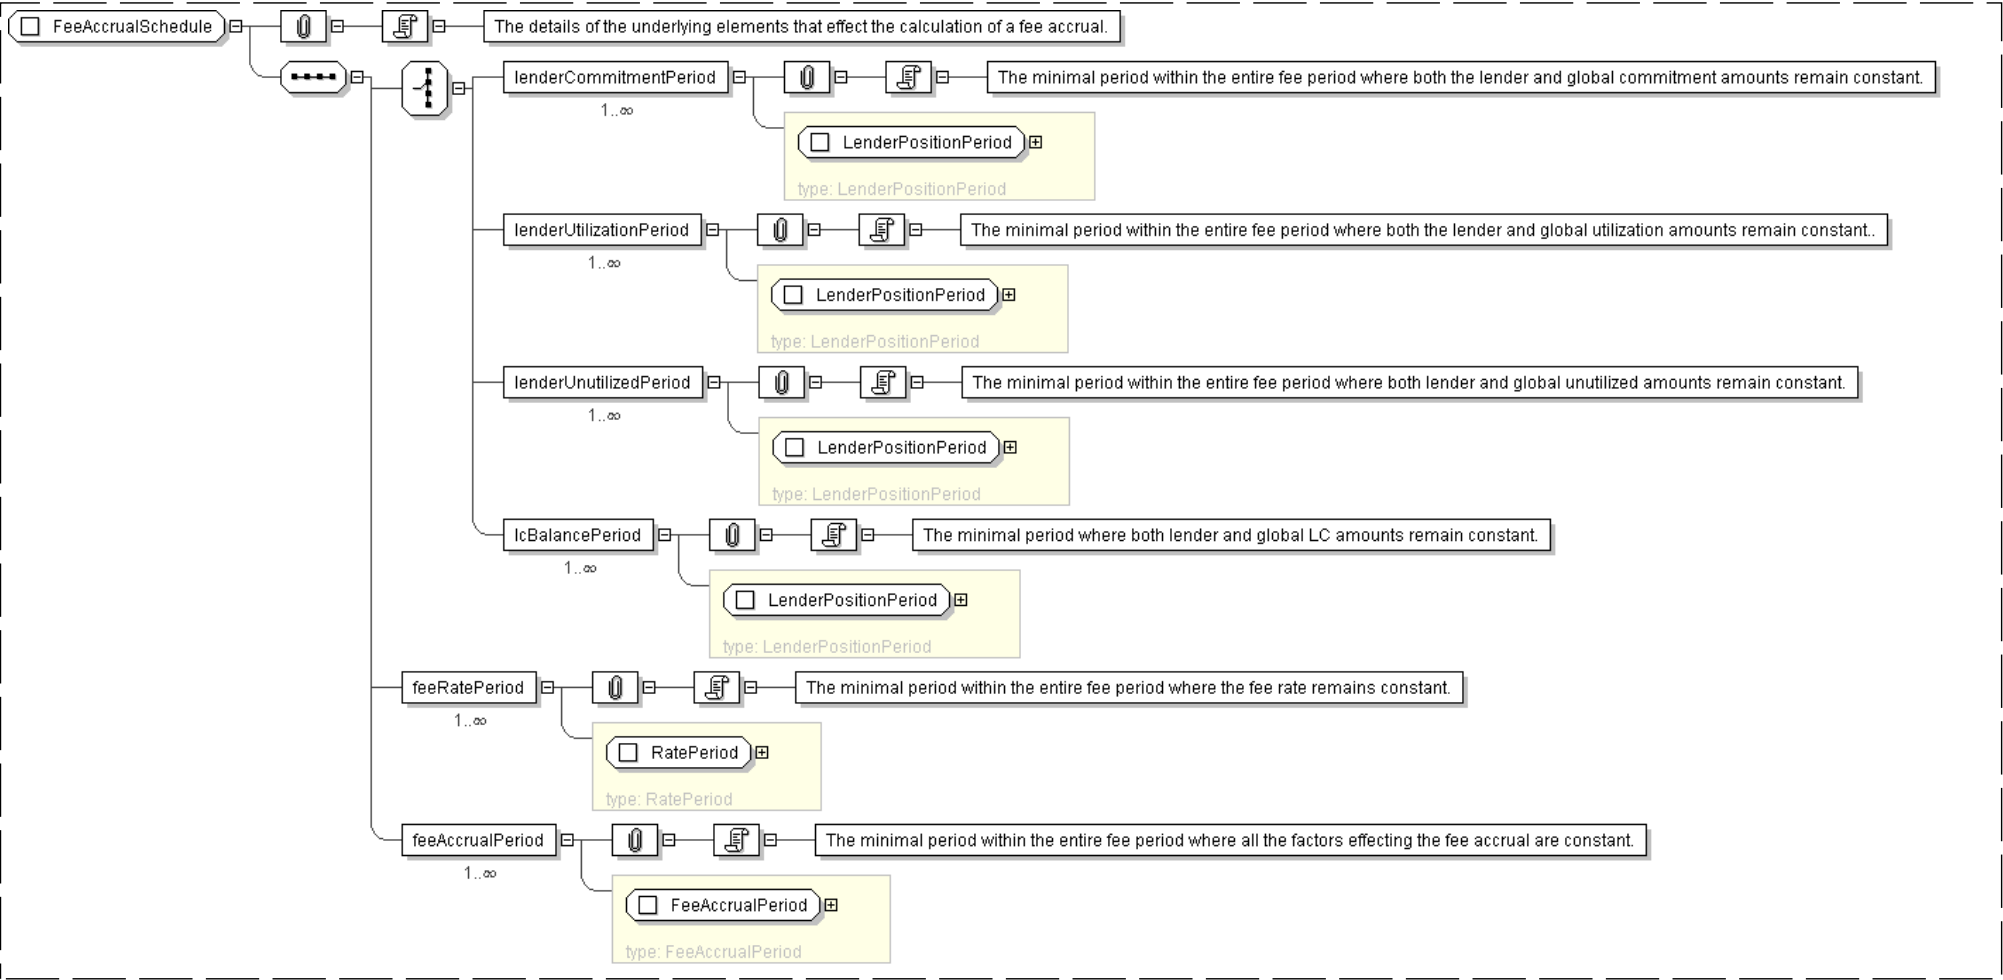 FeeAccrualSchedule
The details of the underlying elements that effect the calculation of a fee accrual.
lenderCommitmentPeriod
The minimal period within the entire fee period where both the lender and global commitment amounts remain constant.
1..∞
LenderPositionPeriod
type: LenderPositionPeriod
lenderUtilizationPeriod
The minimal period within the entire fee period where both the lender and global utilization amounts remain constant..
1..∞
LenderPositionPeriod
type: LenderPositionPeriod
lenderUnutilizedPeriod
The minimal period within the entire fee period where both lender and global unutilized amounts remain constant.
1..∞
LenderPositionPeriod
type: LenderPositionPeriod
lcBalancePeriod
The minimal period where both lender and global LC amounts remain constant.
1..∞
LenderPositionPeriod
type: LenderPositionPeriod
feeRatePeriod
The minimal period within the entire fee period where the fee rate remains constant.
1..∞
RatePeriod
type: RatePeriod
feeAccrualPeriod
The minimal period within the entire fee period where all the factors effecting the fee accrual are constant.
1..∞
FeeAccrualPeriod
type: FeeAccrualPeriod